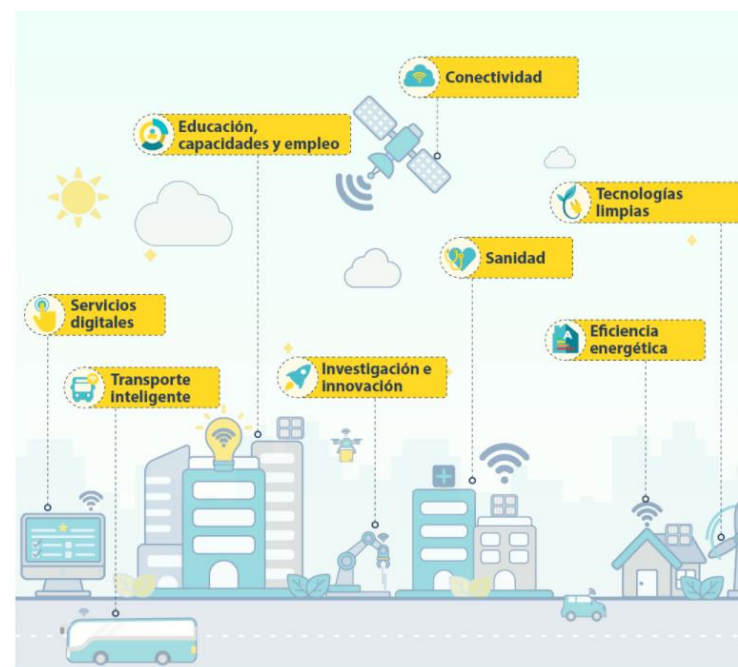 Conectividad
Educación,
capacidades y empleo
Tecnologías
limpias
Sanidad
Servicios
digitales
Eficiencia
energética
Investigación e
innovación
Transporte
inteligente
A